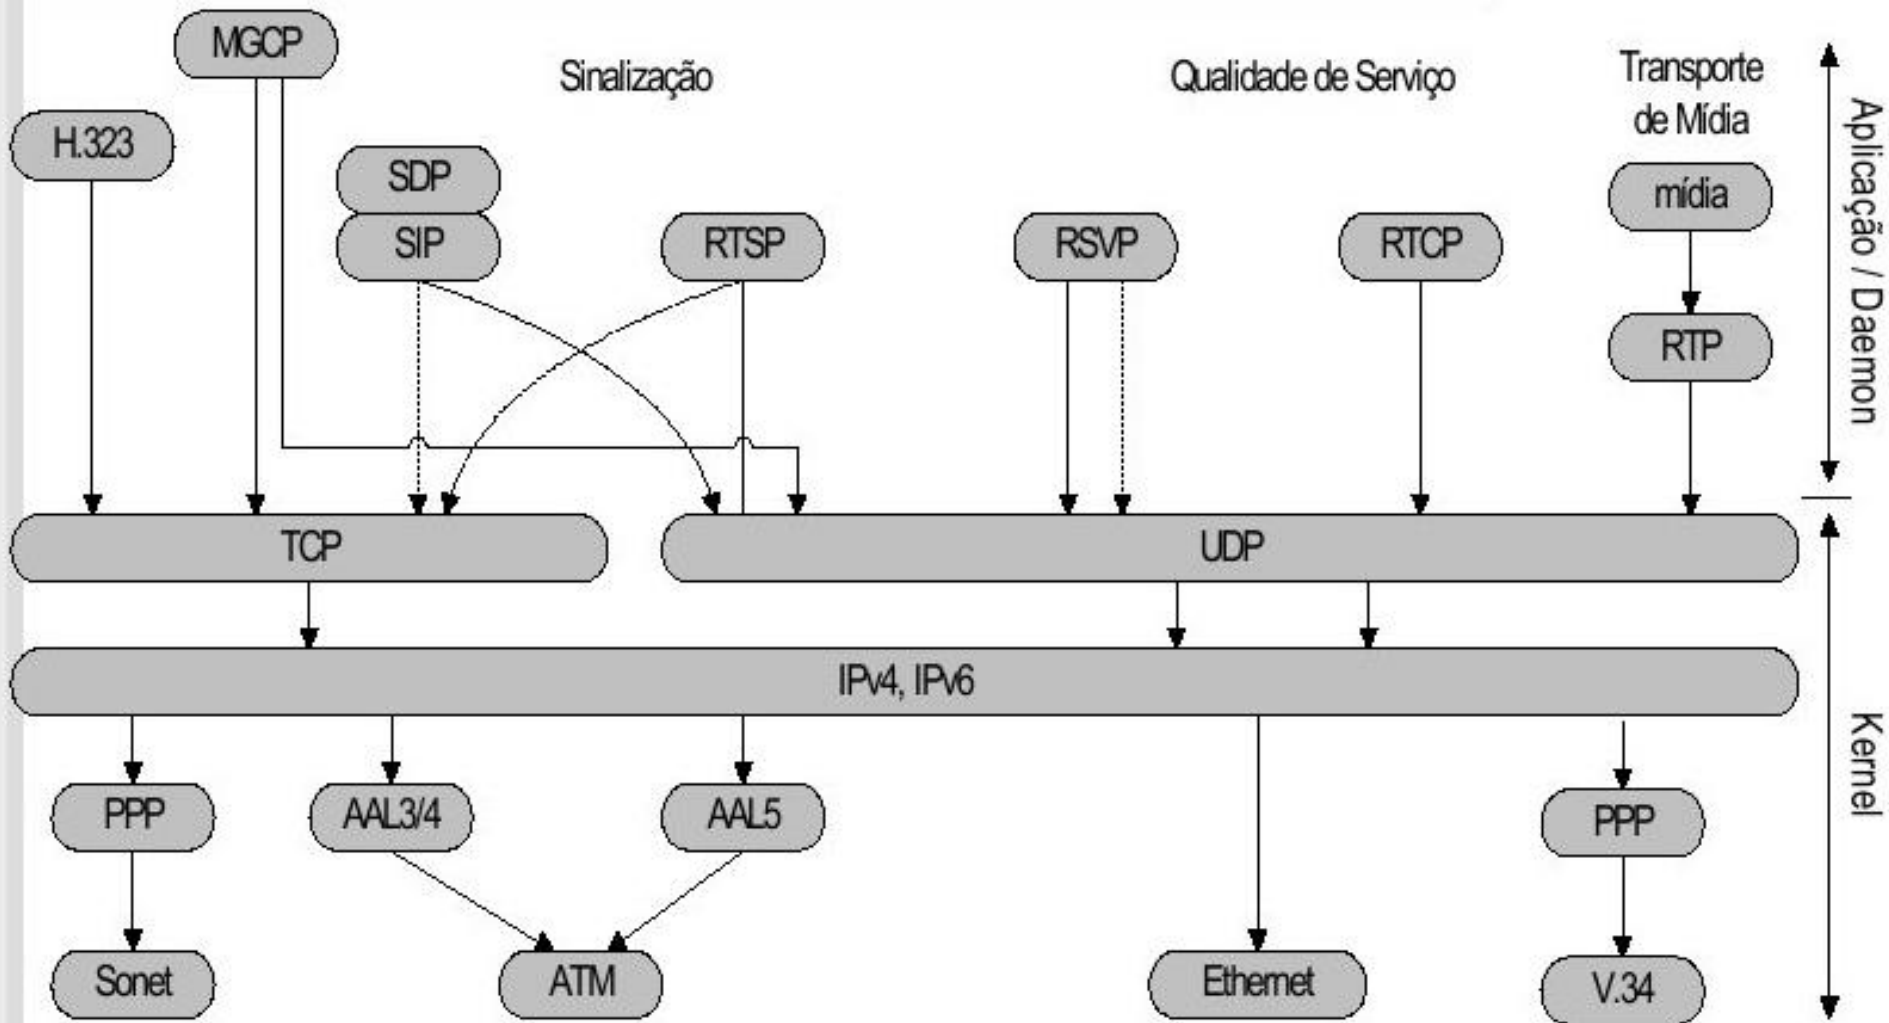 MGCP
Sinalização
Qualidade de Serviço
Transporte
de Mídia
H.323
SDP
SIP
RTSP
RSVP
RTCP
mídia
RTP
Aplicação / Daemon
TCP
UDP
IPv4, IPv6
Kernel
PPP
AAL3/4
AAL5
PPP
Sonet
ATM
Ethernet
V.34